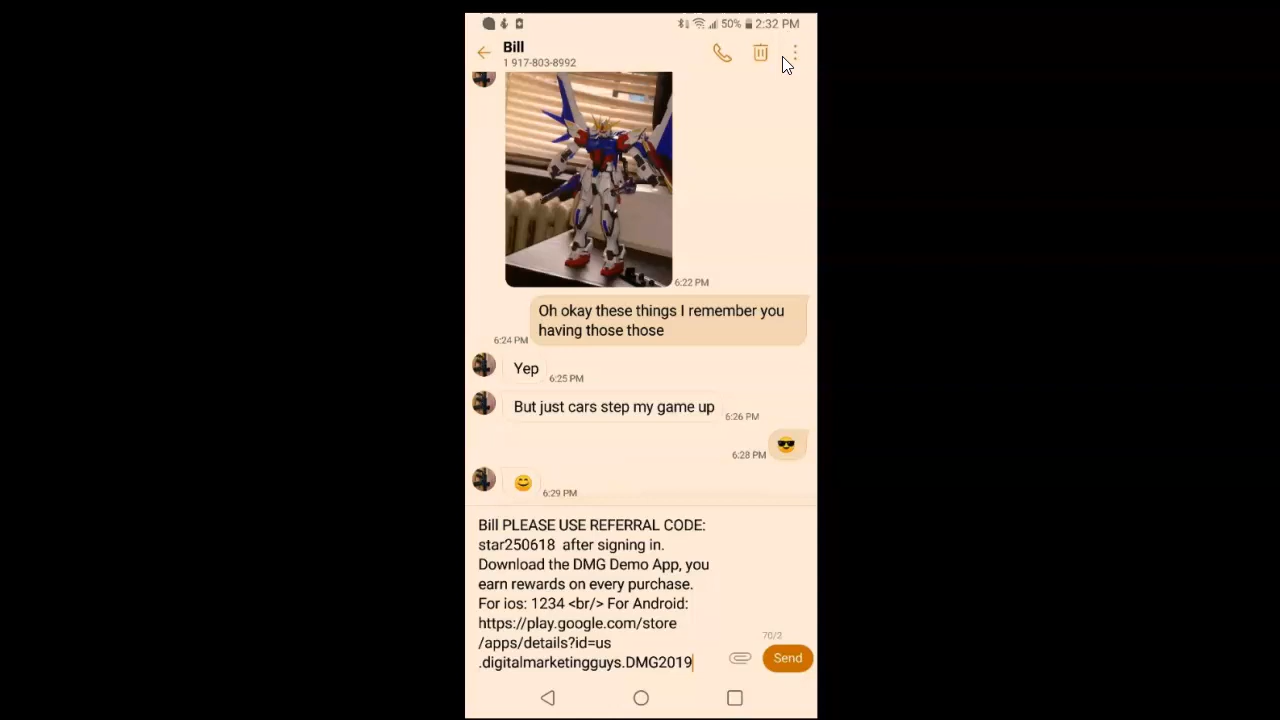 50% 2:32 PM
Bill
1 917-803-8992
6:22 PM
Oh okay these things I remember you
having those those
6:24 PM
Yep
6:25 PM
But just cars step my game up
6:26 PM
6:28 PM
6:29 PM
Bill PLEASE USE REFERRAL CODE:
star250618 after signing in.
Download the DMG Demo App, you
earn rewards on every purchase.
For ios: 1234 <br/> For Android:
https://play.google.com/store
/apps/details?id=us
.digitalmarketingguys.DMG2019
70/2
Send